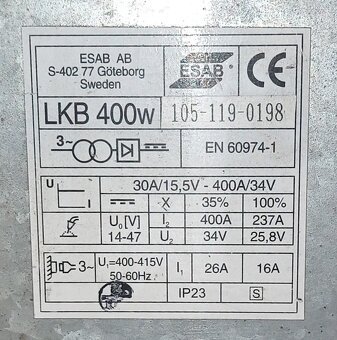 ESAB AB
S-402 77 Göteborg
Sweden
ESAB
CE
LKB 400w 105-119-0198
3~
EN 60974-1
U
I
30A/15,5V - 400A/34V
X 35% 100%
U₀[V] I₂ 400A 237A
14-47 U₂ 34V 25,8V
3~ U₁=400-415V I₁ 26A 16A
50-60Hz
IP23 S